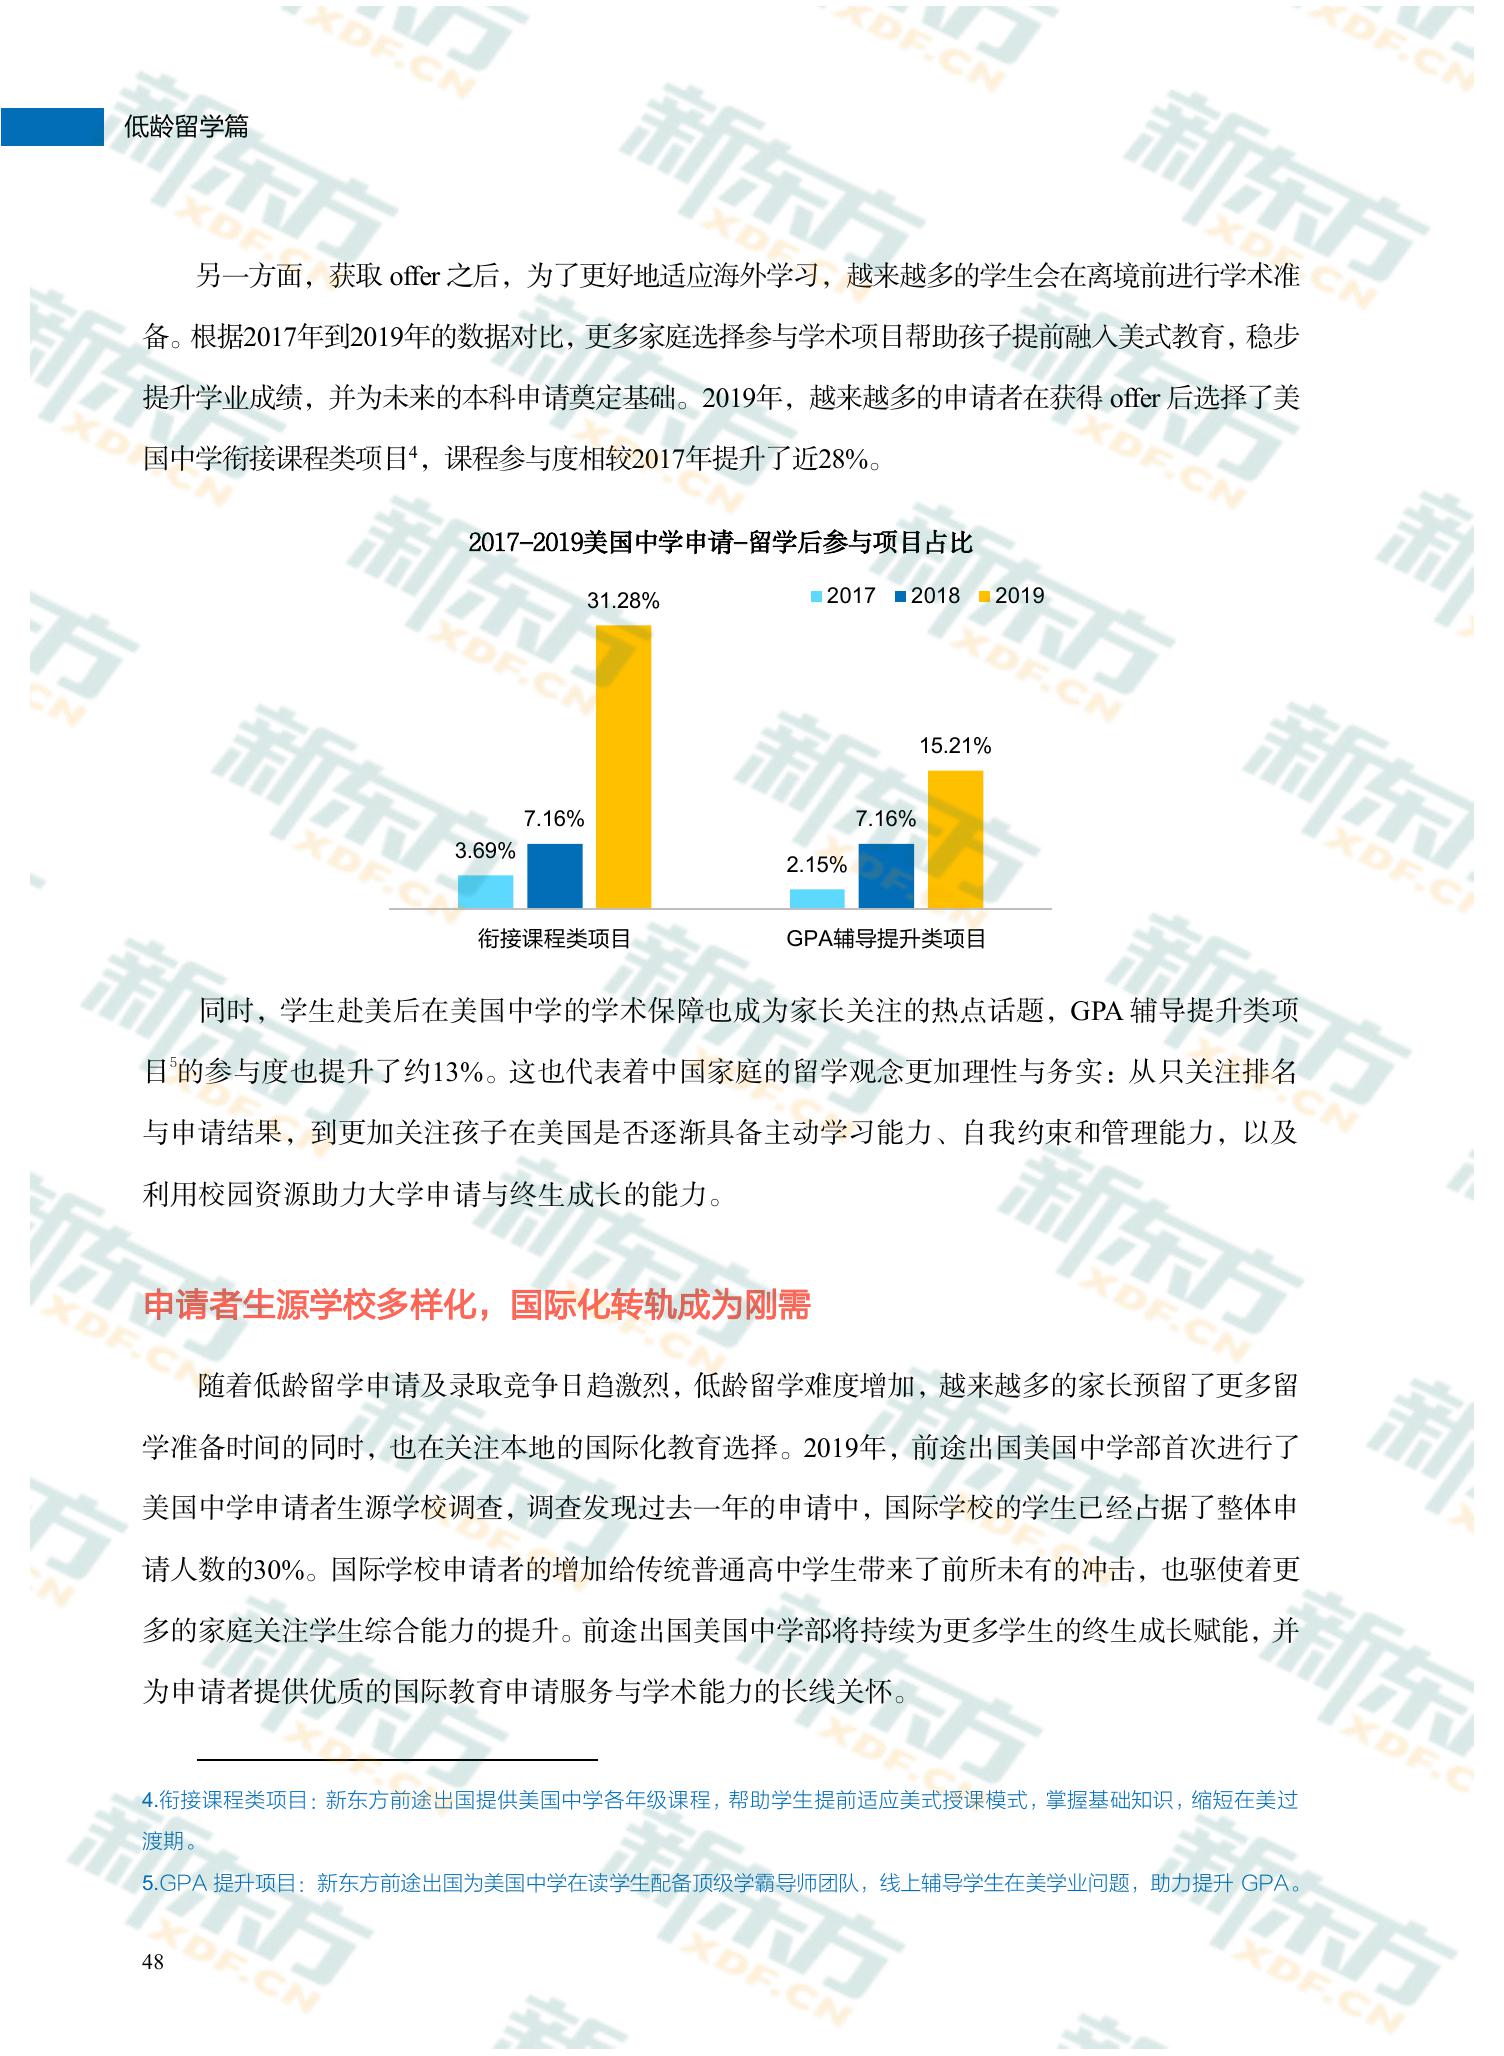 低龄留学篇
另一方面，获取 offer 之后，为了更好地适应海外学习，越来越多的学生会在离境前进行学术准
备。根据2017年到2019年的数据对比，更多家庭选择参与学术项目帮助孩子提前融入美式教育，稳步
提升学业成绩，并为未来的本科申请奠定基础。2019年，越来越多的申请者在获得 offer 后选择了美
国中学衔接课程类项目4，课程参与度相较2017年提升了近28%。
2017-2019美国中学申请-留学后参与项目占比
2017 2018 2019
31.28%
15.21%
7.16% 7.16%
3.69% 2.15%
衔接课程类项目 GPA辅导提升类项目
同时，学生赴美后在美国中学的学术保障也成为家长关注的热点话题，GPA 辅导提升类项
目5的参与度也提升了约13%。这也代表着中国家庭的留学观念更加理性与务实：从只关注排名
与申请结果，到更加关注孩子在美国是否逐渐具备主动学习能力、自我约束和管理能力，以及
利用校园资源助力大学申请与终生成长的能力。
申请者生源学校多样化，国际化转轨成为刚需
随着低龄留学申请及录取竞争日趋激烈，低龄留学难度增加，越来越多的家长预留了更多留
学准备时间的同时，也在关注本地的国际化教育选择。2019年，前途出国美国中学部首次进行了
美国中学申请者生源学校调查，调查发现过去一年的申请中，国际学校的学生已经占据了整体申
请人数的30%。国际学校申请者的增加给传统普通高中学生带来了前所未有的冲击，也驱使着更
多的家庭关注学生综合能力的提升。前途出国美国中学部将持续为更多学生的终生成长赋能，并
为申请者提供优质的国际教育申请服务与学术能力的长线关怀。
4.衔接课程类项目：新东方前途出国提供美国中学各年级课程，帮助学生提前适应美式授课模式，掌握基础知识，缩短在美过
渡期。
5.GPA 提升项目：新东方前途出国为美国中学在读学生配备顶级学霸导师团队，线上辅导学生在美学业问题，助力提升 GPA。
48
新东方
XDF.CN